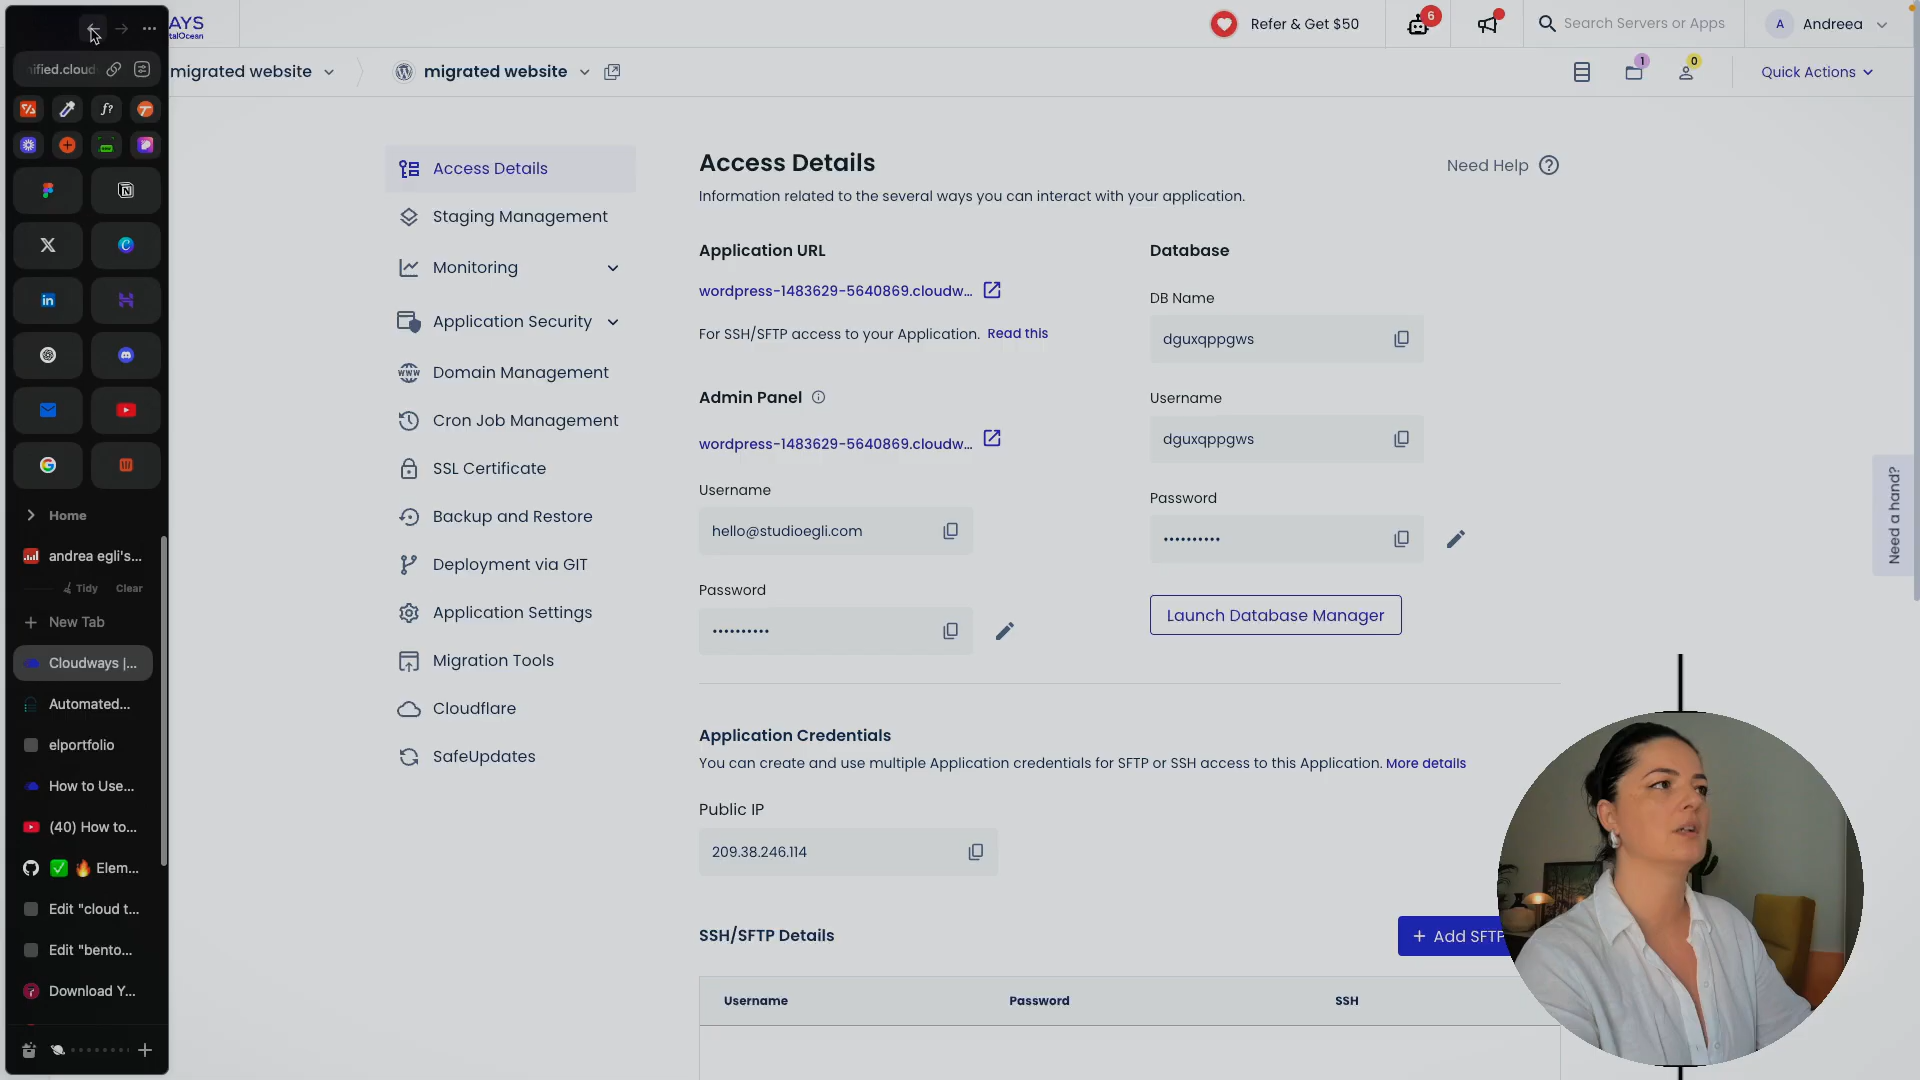 AYS
talOcean
Refer & Get $50
6
Search Servers or Apps
A
Andreea
nified.cloud
migrated website
migrated website
1
0
Quick Actions
f?
in
Home
andrea egli's...
Tidy
Clear
New Tab
Cloudways |...
Automated...
elportfolio
How to Use...
(40) How to...
Elem...
Edit "cloud t...
Edit "bento...
Download Y...
Access Details
Staging Management
Monitoring
Application Security
Domain Management
Cron Job Management
SSL Certificate
Backup and Restore
Deployment via GIT
Application Settings
Migration Tools
Cloudflare
SafeUpdates
Access Details
Need Help
Information related to the several ways you can interact with your application.
Application URL
wordpress-1483629-5640869.cloudw...
For SSH/SFTP access to your Application. Read this
Admin Panel
wordpress-1483629-5640869.cloudw...
Username
hello@studioegli.com
Password
••••••••••
Database
DB Name
dguxqppgws
Username
dguxqppgws
Password
••••••••••
Launch Database Manager
Need a hand?
Application Credentials
You can create and use multiple Application credentials for SFTP or SSH access to this Application. More details
Public IP
209.38.246.114
SSH/SFTP Details
+ Add SFTP
Username
Password
SSH